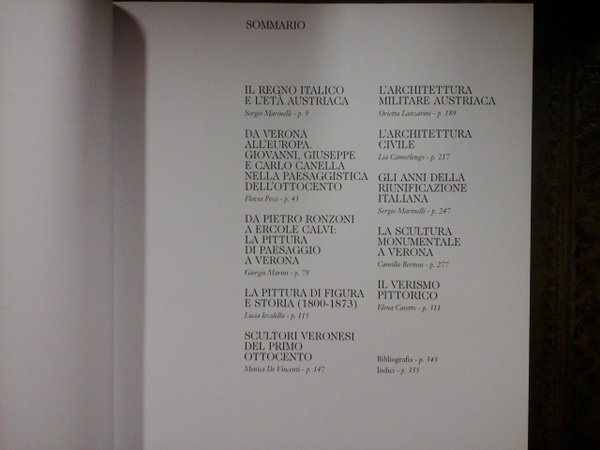 SOMMARIO
IL REGNO ITALICO
E L'ETÀ AUSTRIACA
Sergio Marinelli - p. 9
DA VERONA
ALL'EUROPA.
GIOVANNI, GIUSEPPE
E CARLO CANELLA
NELLA PAESAGGISTICA
DELL'OTTOCENTO
Flavia Pesci - p. 43
DA PIETRO RONZONI
A ERCOLE CALVI:
LA PITTURA
DI PAESAGGIO
A VERONA
Giorgio Marini - p. 79
LA PITTURA DI FIGURA
E STORIA (1800-1873)
Lucia Ievolella - p. 115
SCULTORI VERONESI
DEL PRIMO
OTTOCENTO
Monica De Vincenti - p. 147
L'ARCHITETTURA
MILITARE AUSTRIACA
Orietta Lanzarini - p. 189
L'ARCHITETTURA
CIVILE
Lia Camerlengo - p. 217
GLI ANNI DELLA
RIUNIFICAZIONE
ITALIANA
Sergio Marinelli - p. 247
LA SCULTURA
MONUMENTALE
A VERONA
Camilla Bertoni - p. 277
IL VERISMO
PITTORICO
Elena Casotto - p. 311
Bibliografia - p. 343
Indici - p. 355